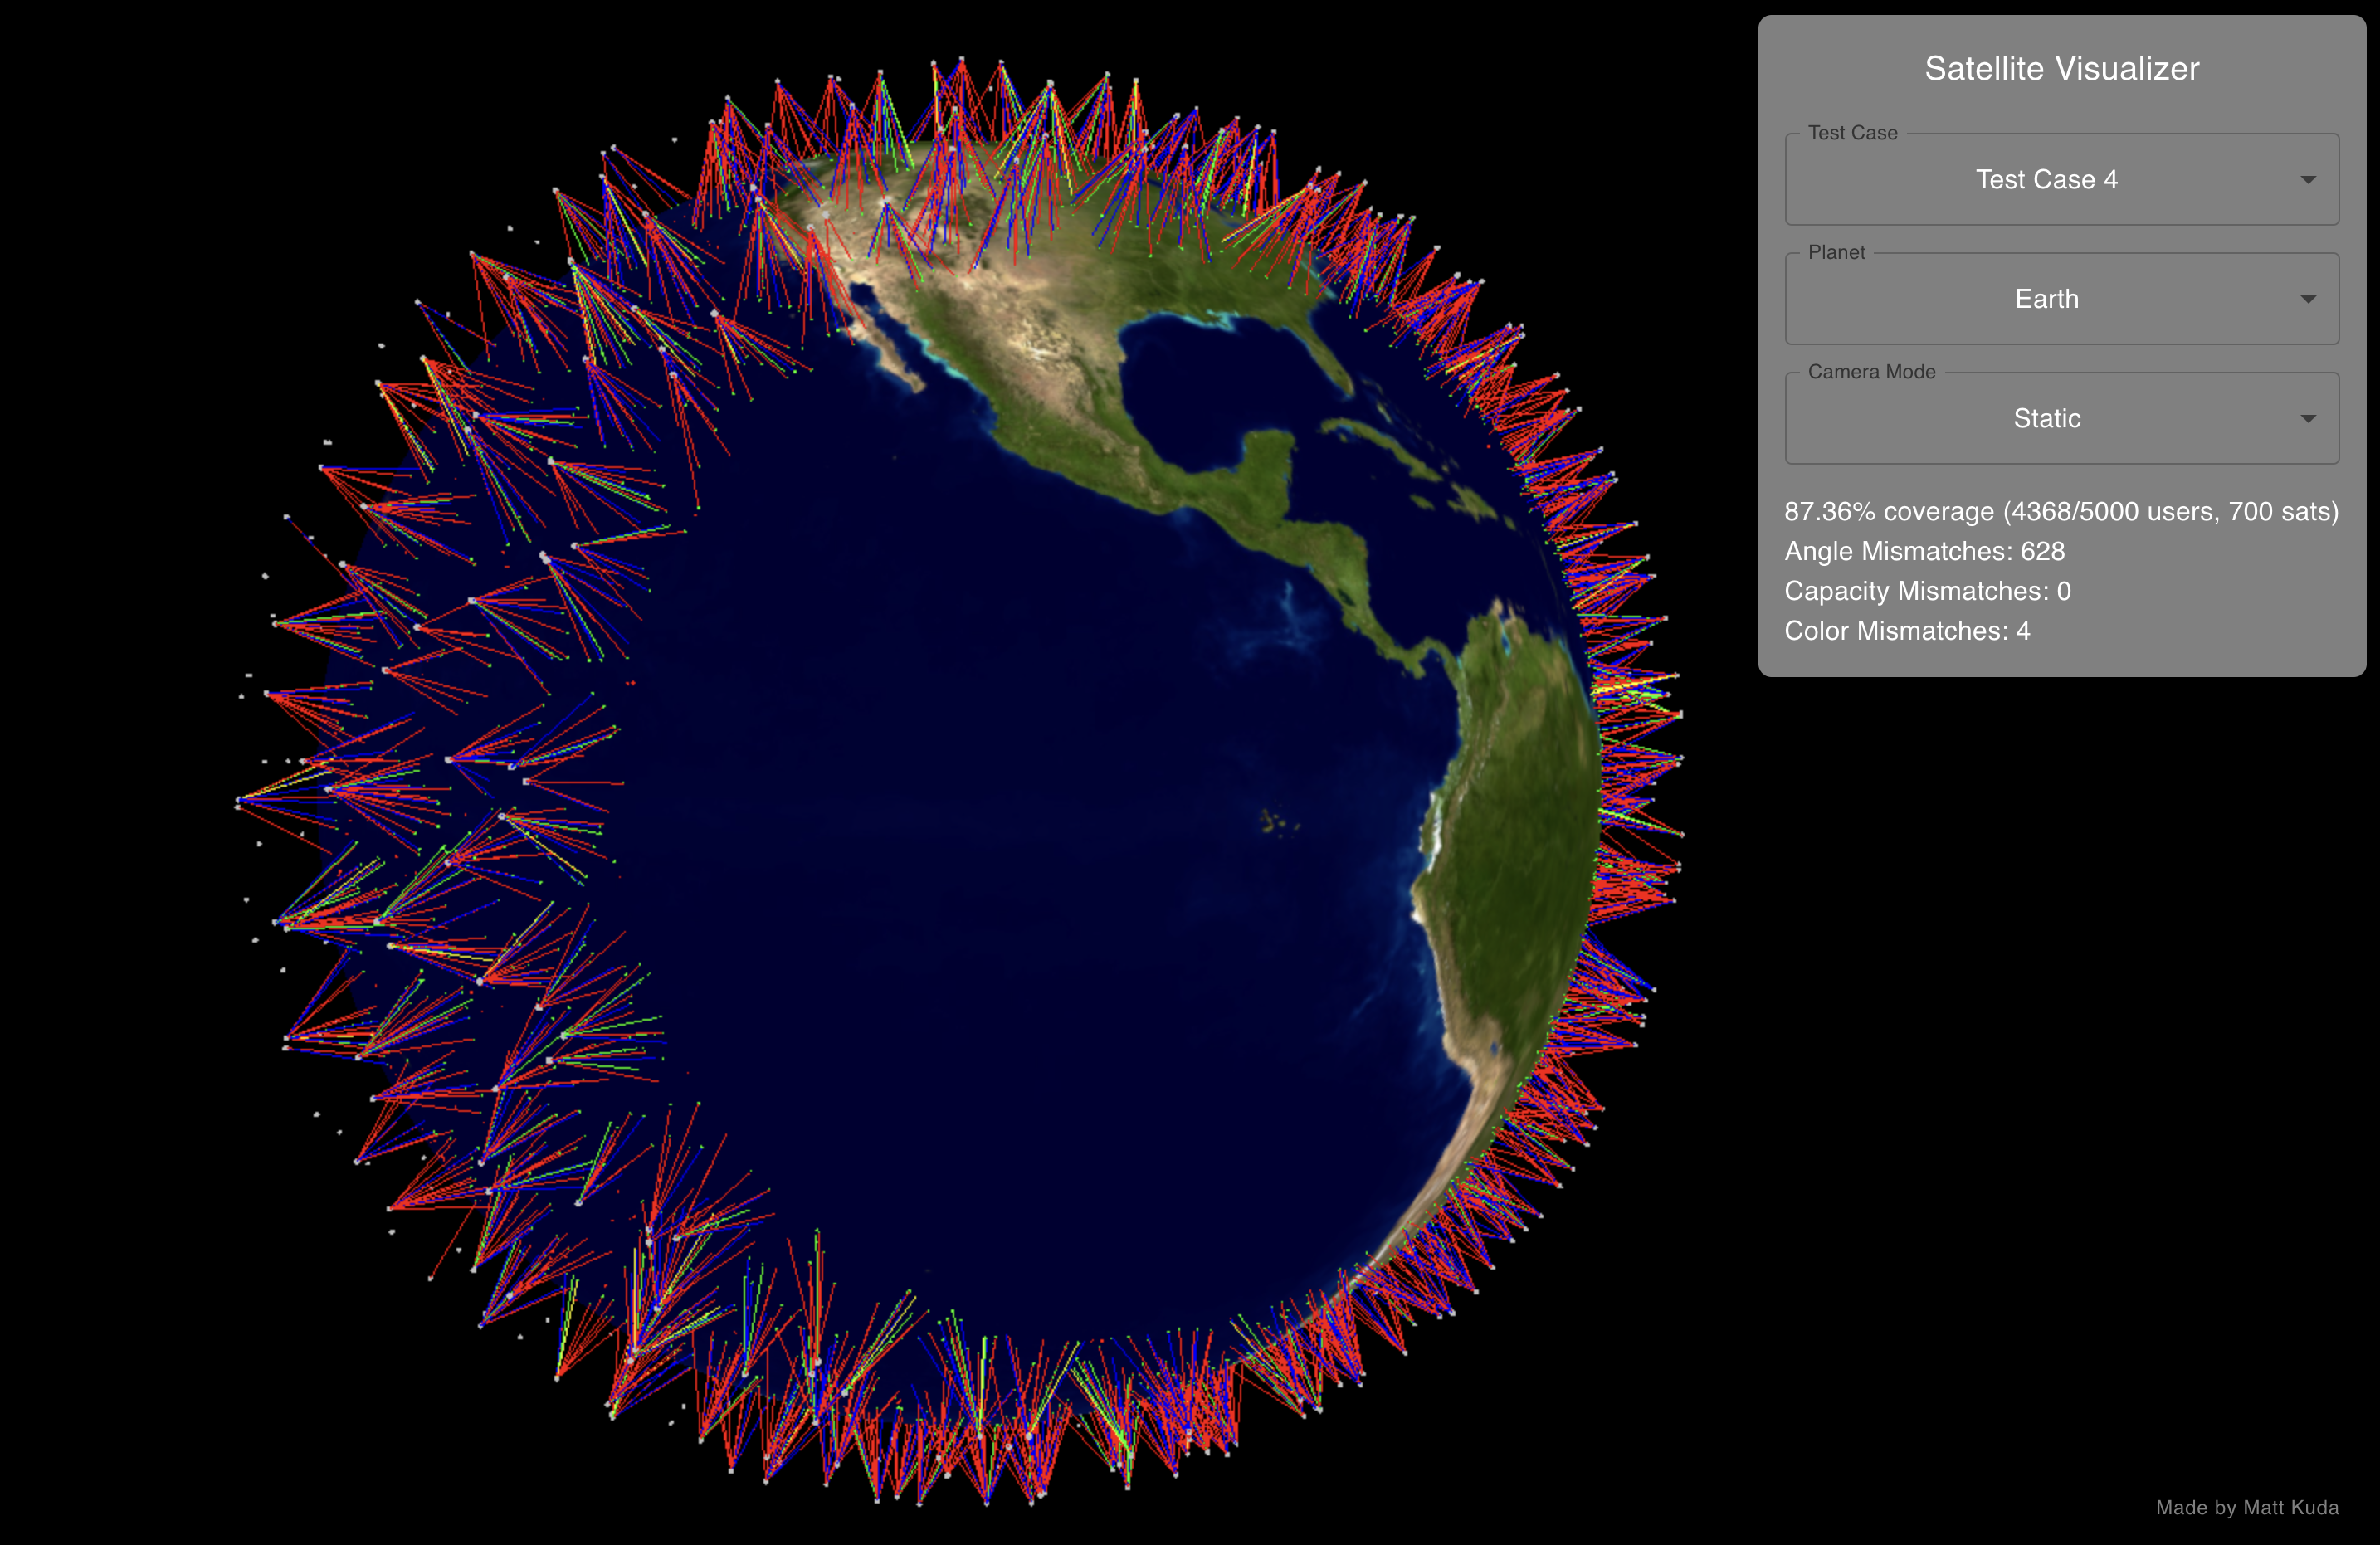 Satellite Visualizer
Test Case
Test Case 4
Planet
Earth
Camera Mode
Static
87.36% coverage (4368/5000 users, 700 sats)
Angle Mismatches: 628
Capacity Mismatches: 0
Color Mismatches: 4
Made by Matt Kuda